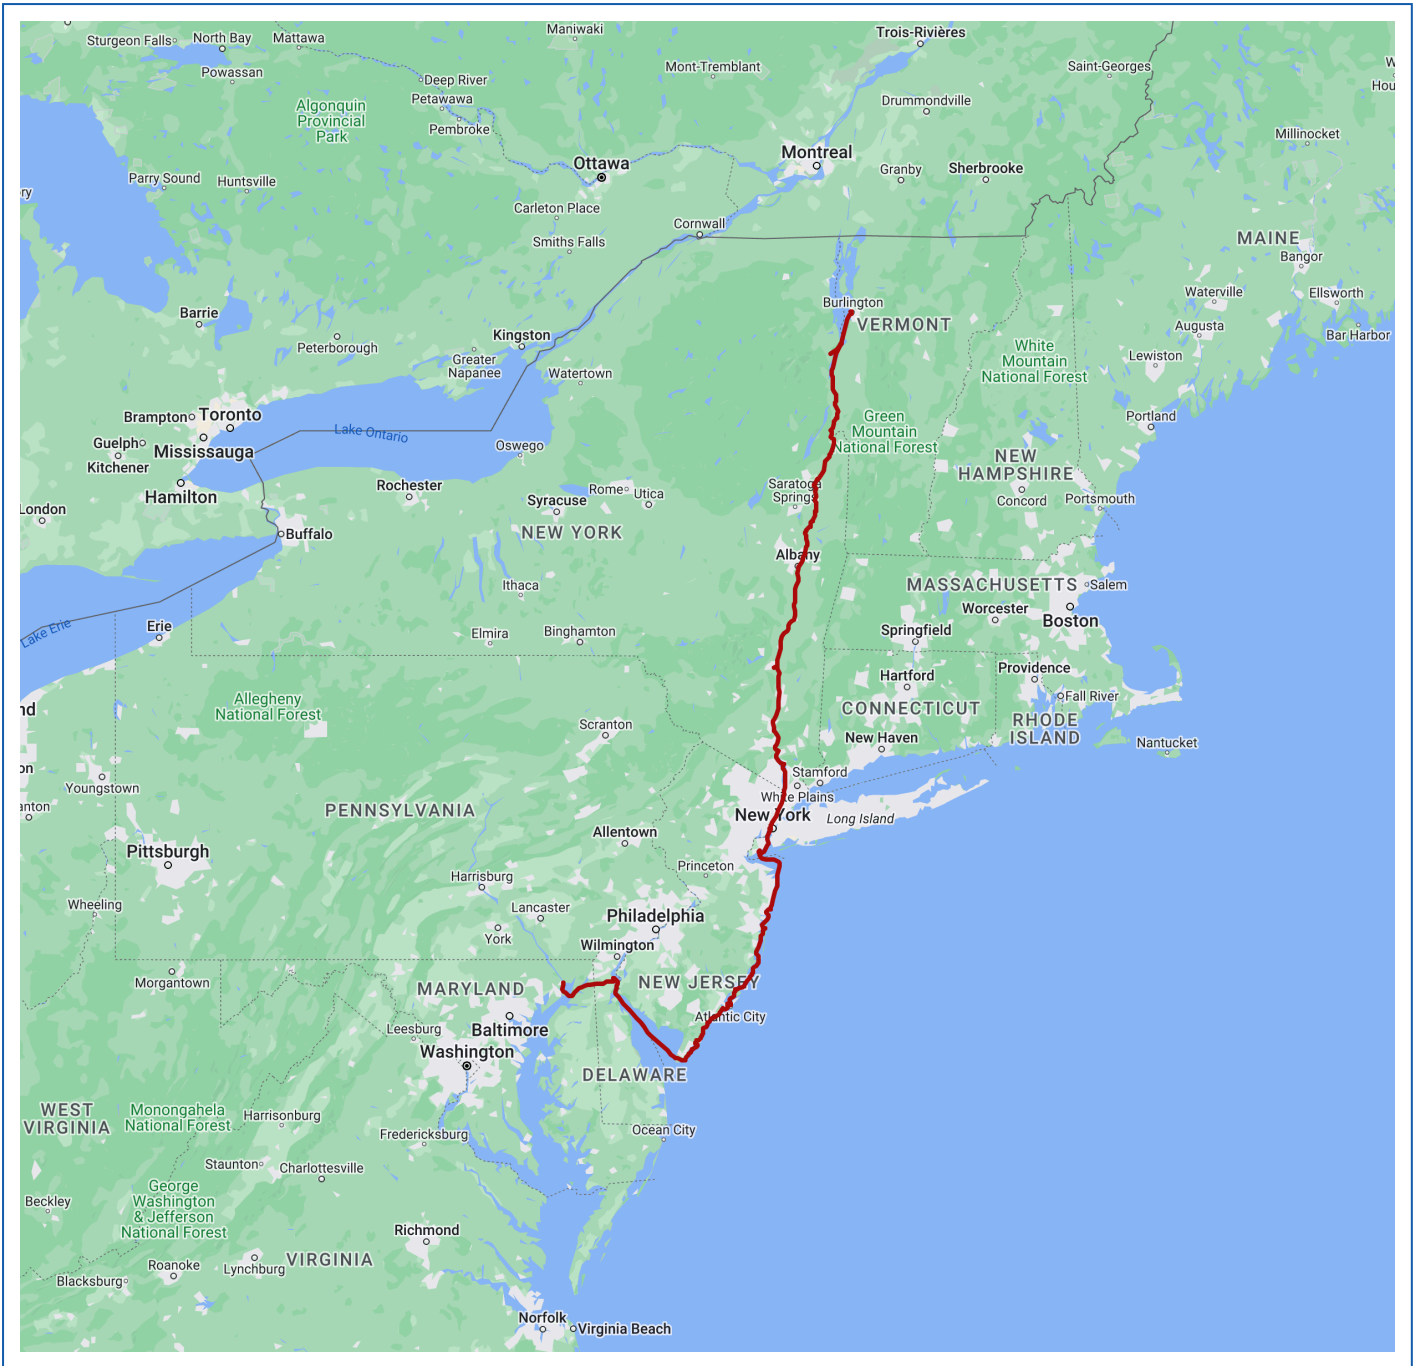 Sturgeon Falls
North Bay
Mattawa
Maniwaki
Trois-Rivières
Powassan
Deep River
Mont-Tremblant
Saint-Georges
W
Hou
Algonquin
Provincial
Park
Petawawa
Pembroke
Drummondville
Millinocket
Ottawa
Montreal
Granby
Sherbrooke
ry
Parry Sound
Huntsville
Carleton Place
Cornwall
Smiths Falls
MAINE
Bangor
Barrie
Burlington
VERMONT
Waterville
Ellsworth
Augusta
Bar Harbor
Peterborough
Kingston
Greater
Napanee
Watertown
White
Mountain
National Forest
Lewiston
Brampton
Toronto
Lake Ontario
Guelph
Kitchener
Mississauga
Oswego
Green
Mountain
National Forest
Portland
Hamilton
Rochester
Syracuse
Rome
Utica
Saratoga
Springs
NEW
HAMPSHIRE
Concord
Portsmouth
London
Buffalo
NEW YORK
Albany
Ithaca
MASSACHUSETTS
Salem
Worcester
Boston
Lake Erie
Erie
Elmira
Binghamton
Springfield
Hartford
Providence
Fall River
nd
Allegheny
National Forest
Scranton
CONNECTICUT
RHODE
ISLAND
New Haven
Nantucket
on
Youngstown
Stamford
White Plains
anton
PENNSYLVANIA
New York
Long Island
Allentown
Pittsburgh
Princeton
Harrisburg
Wheeling
Lancaster
Philadelphia
York
Wilmington
Morgantown
MARYLAND
NEW JERSEY
Leesburg
Baltimore
Atlantic City
Washington
DELAWARE
WEST
VIRGINIA
Monongahela
National Forest
Harrisonburg
Fredericksburg
Ocean City
Staunton
Charlottesville
Beckley
George
Washington
& Jefferson
National Forest
Richmond
Roanoke
Lynchburg
VIRGINIA
Blacksburg
Norfolk
Virginia Beach